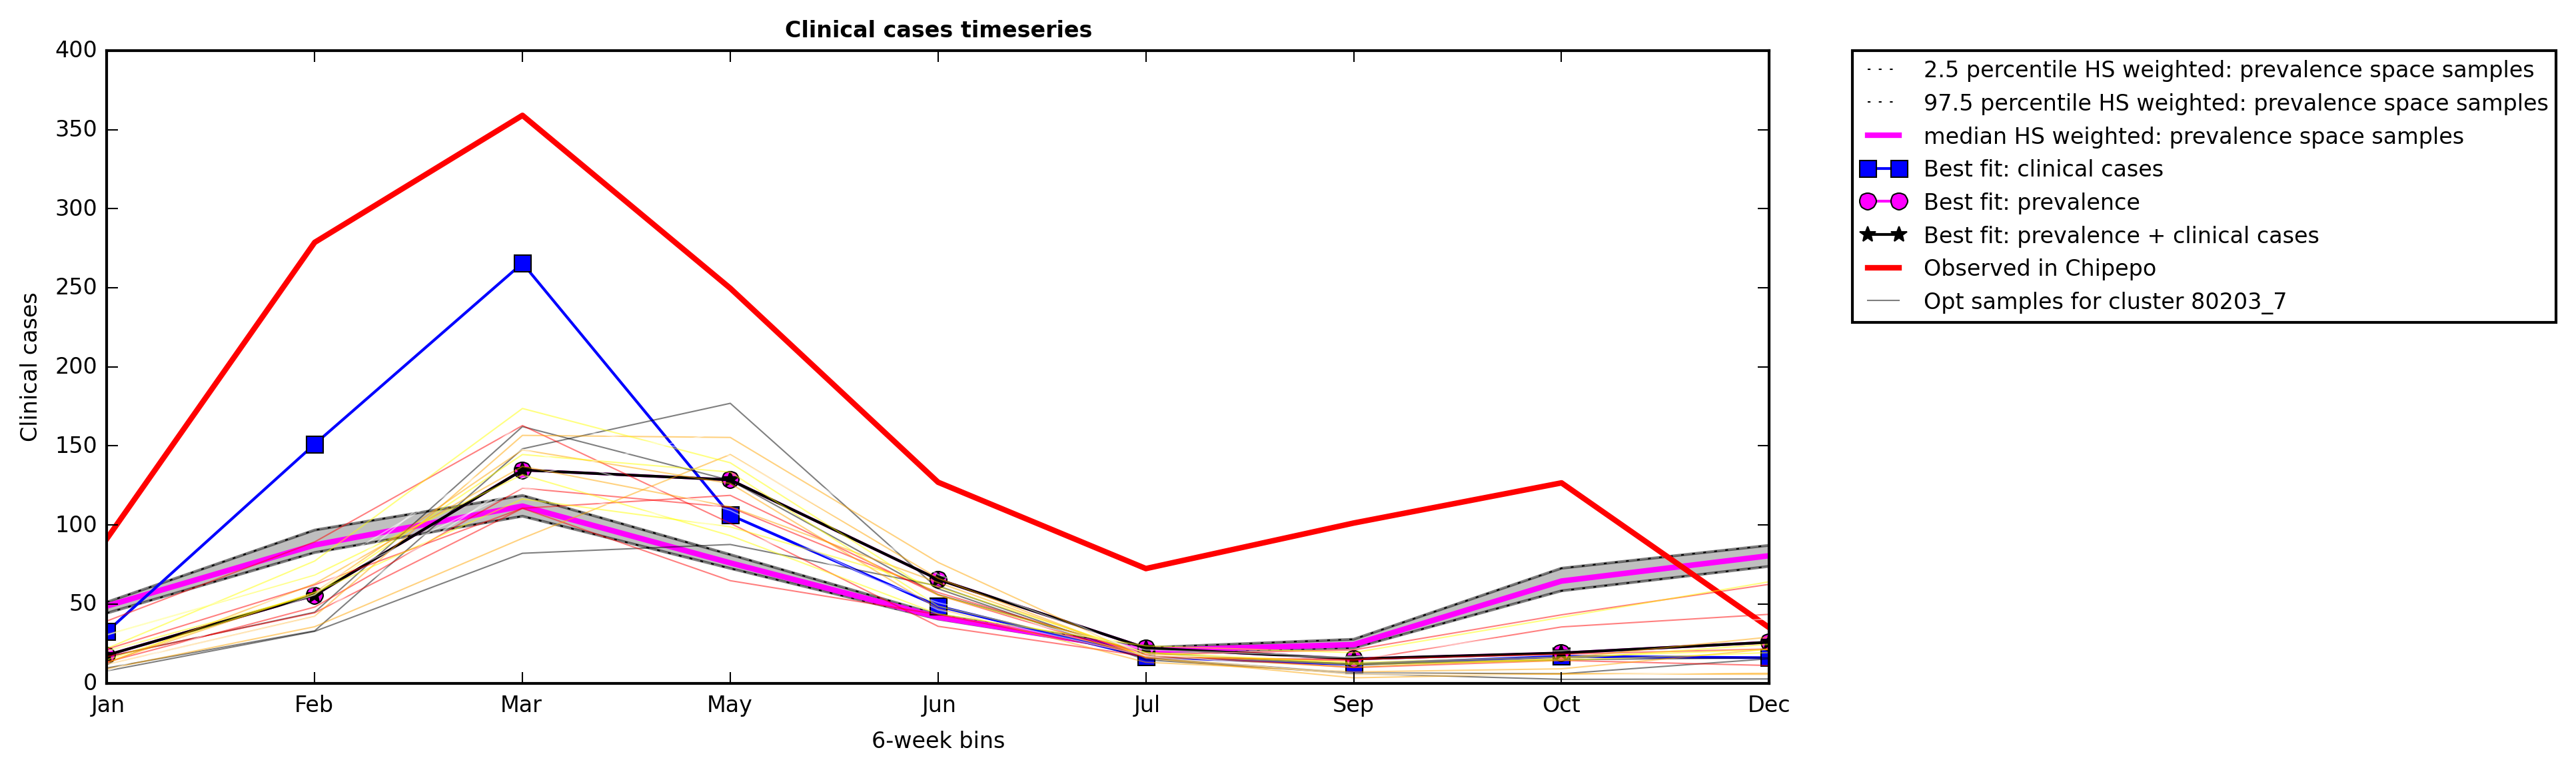 Clinical cases timeseries
400
350
300
250
200
150
100
50
0
Clinical cases
Jan Feb Mar May Jun Jul Sep Oct Dec
6-week bins
2.5 percentile HS weighted: prevalence space samples
97.5 percentile HS weighted: prevalence space samples
median HS weighted: prevalence space samples
Best fit: clinical cases
Best fit: prevalence
Best fit: prevalence + clinical cases
Observed in Chipepo
Opt samples for cluster 80203_7